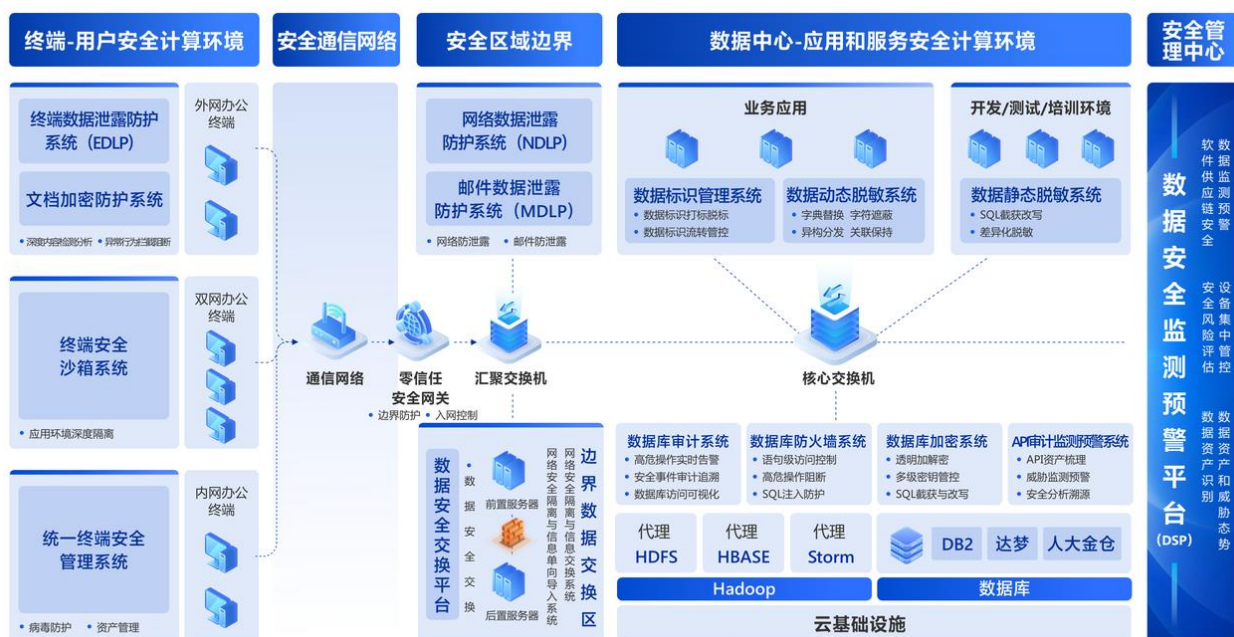 终端-用户安全计算环境
安全通信网络
安全区域边界
数据中心-应用和服务安全计算环境
安全管
理中心
终端数据泄露防护
系统(EDLP)
文档加密防护系统
• 深度内容检测分析 • 异常行为拦截阻断
外网办公
终端
终端安全
沙箱系统
• 应用环境深度隔离
双网办公
终端
统一终端安全
管理系统
• 病毒防护 • 资产管理
内网办公
终端
通信网络
零信任
安全网关
• 边界防护 • 入网控制
网络数据泄露
防护系统(NDLP)
邮件数据泄露
防护系统(MDLP)
• 网络防泄露 • 邮件防泄露
汇聚交换机
数据安全交换平台
• 数据安全交换
前置服务器
后置服务器
网络安全隔离与信息交换系统
网络安全隔离与信息单向导入系统
边界数据交换区
业务应用
数据标识管理系统
• 数据标识打标脱标
• 数据标识流转管控
数据动态脱敏系统
• 字典替换 字符遮蔽
• 异构分发 关联保持
开发/测试/培训环境
数据静态脱敏系统
• SQL截获改写
• 差异化脱敏
核心交换机
数据库审计系统
• 高危操作实时告警
• 安全事件审计追溯
• 数据库访问可视化
数据库防火墙系统
• 语句级访问控制
• 高危操作阻断
• SQL注入防护
数据库加密系统
• 透明加解密
• 多级密钥管控
• SQL截获与改写
API审计监测预警系统
• API资产梳理
• 威胁监测预警
• 安全分析溯源
代理
HDFS
代理
HBASE
代理
Storm
DB2
达梦
人大金仓
Hadoop
数据库
云基础设施
数据安全监测预警平台
(DSP)
数据监测预警
软件供应链安全
设备集中管控
安全风险评估
数据资产和威胁态势
数据资产识别